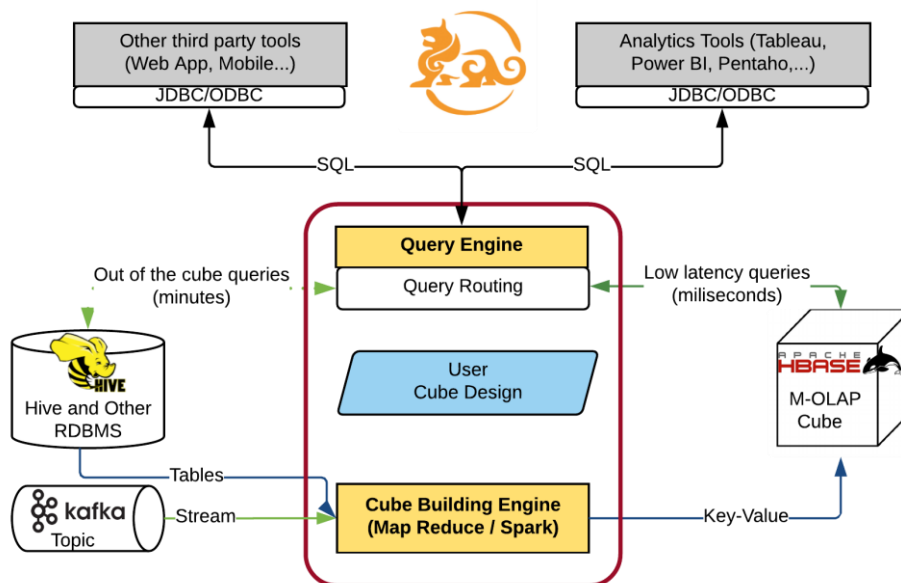 Other third party tools
(Web App, Mobile...)
JDBC/ODBC
Analytics Tools (Tableau,
Power BI, Pentaho,...)
JDBC/ODBC
SQL
SQL
Query Engine
Query Routing
Out of the cube queries
(minutes)
Low latency queries
(miliseconds)
HIVE
Hive and Other
RDBMS
User
Cube Design
APACHE
HBASE
M-OLAP
Cube
Tables
kafka
Topic
Stream
Cube Building Engine
(Map Reduce / Spark)
Key-Value